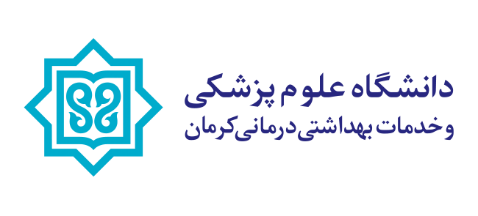 دانشگاه علوم پزشکی
و خدمات بهداشتی درمانی کرمان